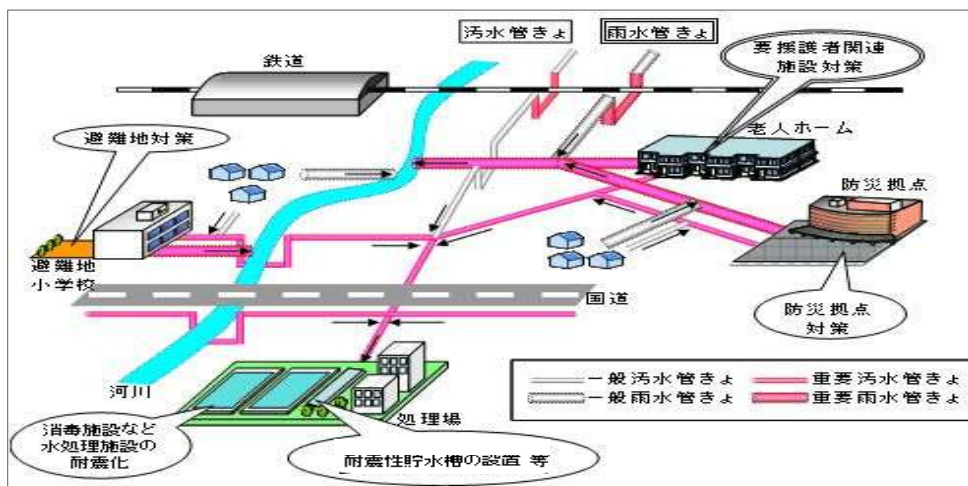 汚水管きょ
雨水管きょ
要援護者関連
施設対策
鉄道
老人ホーム
避難地対策
防災拠点
避難地
小学校
国道
防災拠点
対策
河川
一般汚水管きょ
重要汚水管きょ
一般雨水管きょ
重要雨水管きょ
処理場
消毒施設など
水処理施設の
耐震化
耐震性貯水槽の設置 等